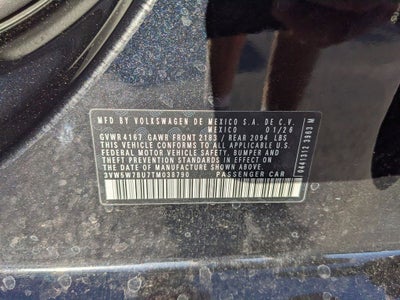 MFD BY VOLKSWAGEN DE MEXICO S.A. DE C.V.
MEXICO 01/26
GVWR 4167 GAWR FRONT 2183 / REAR 2094 LBS
THIS VEHICLE CONFORMS TO ALL APPLICABLE U.S.
FEDERAL MOTOR VEHICLE SAFETY, BUMPER AND
THEFT PREVENTION STANDARDS IN EFFECT ON
THE DATE OF MANUFACTURE SHOWN ABOVE.
3VW5W7BU7TM038790 PASSENGER CAR
0441312 3963 M